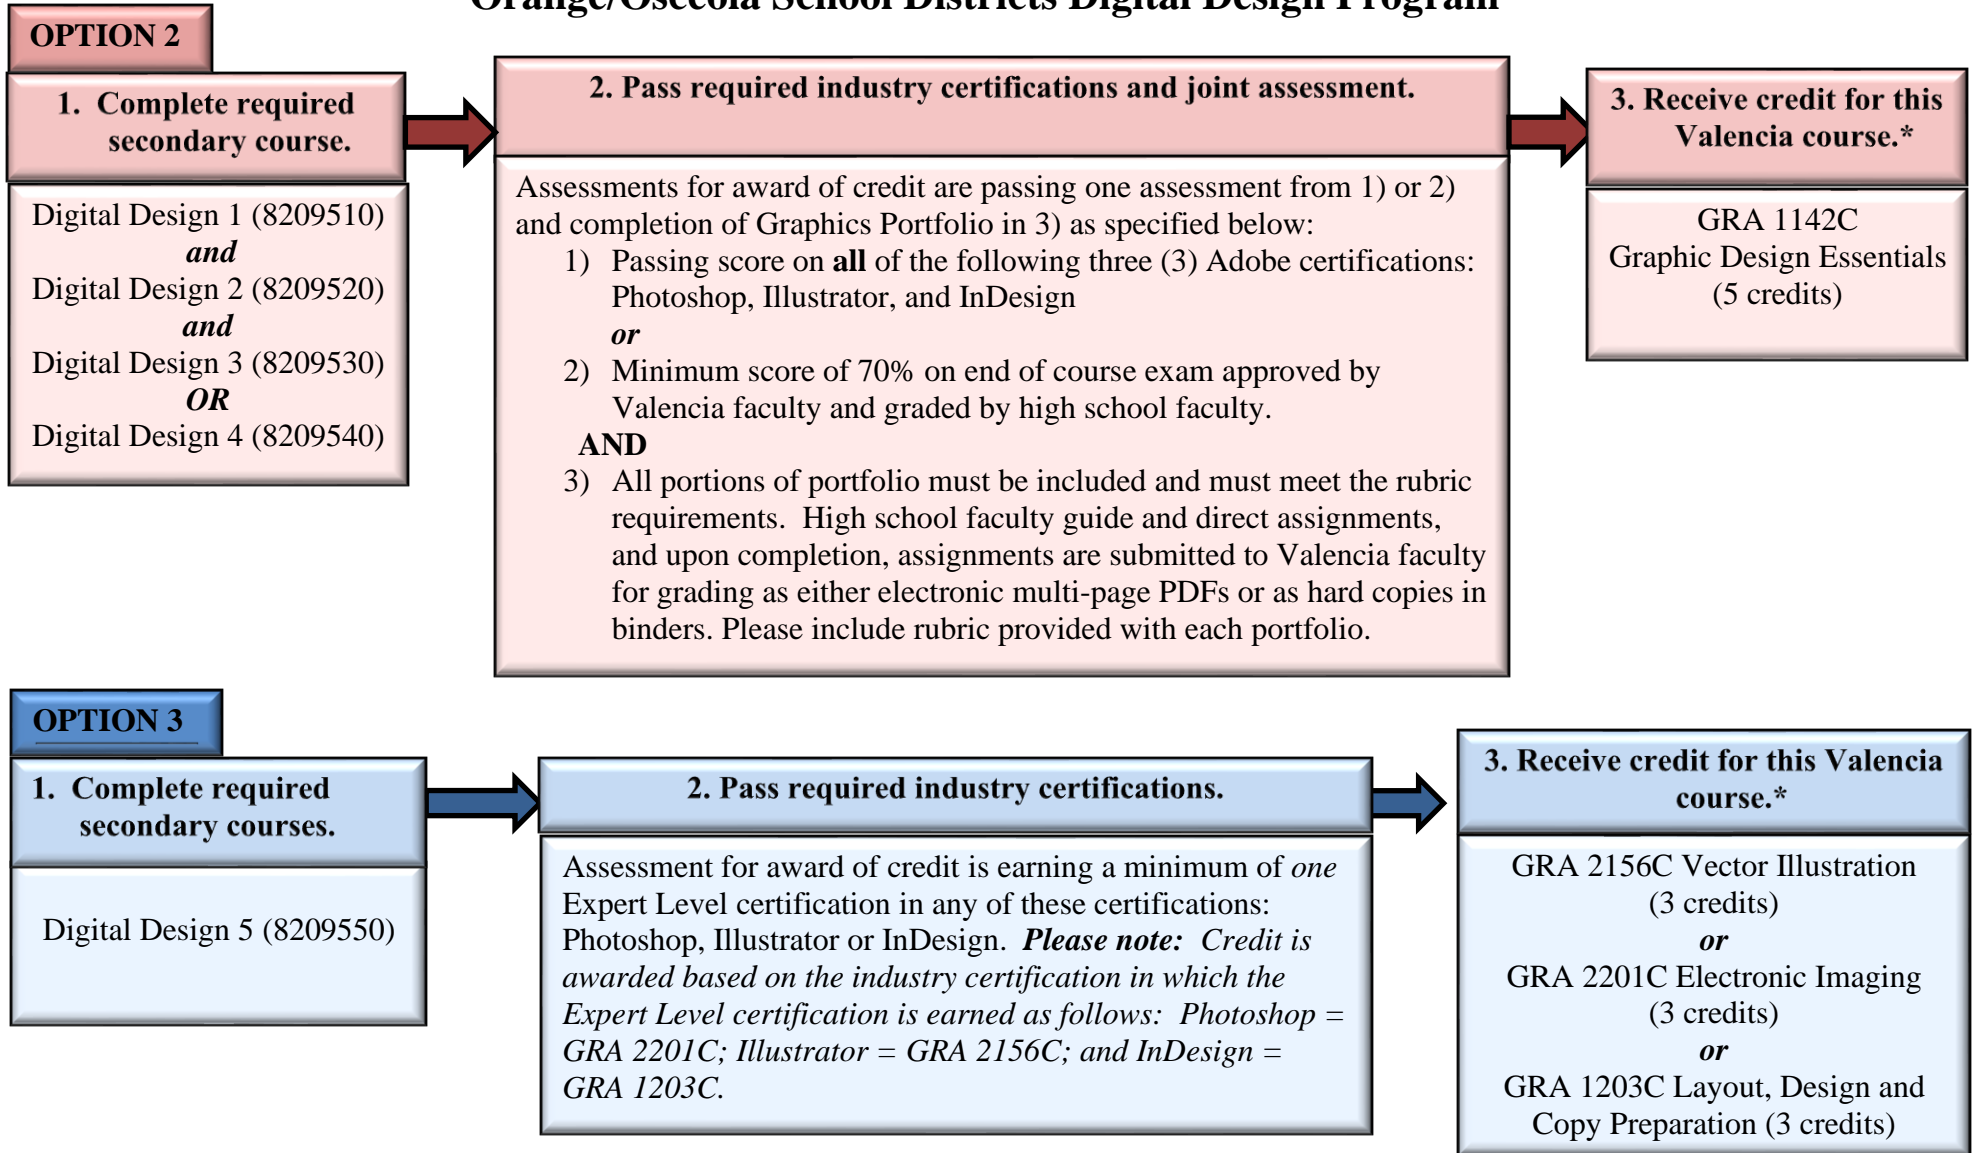 Orange/Osceola School Districts Digital Design Program
OPTION 2
1. Complete required
secondary course.
Digital Design 1 (8209510)
and
Digital Design 2 (8209520)
and
Digital Design 3 (8209530)
OR
Digital Design 4 (8209540)
2. Pass required industry certifications and joint assessment.
Assessments for award of credit are passing one assessment from 1) or 2)
and completion of Graphics Portfolio in 3) as specified below:
1) Passing score on all of the following three (3) Adobe certifications:
Photoshop, Illustrator, and InDesign
or
2) Minimum score of 70% on end of course exam approved by
Valencia faculty and graded by high school faculty.
AND
3) All portions of portfolio must be included and must meet the rubric
requirements. High school faculty guide and direct assignments,
and upon completion, assignments are submitted to Valencia faculty
for grading as either electronic multi-page PDFs or as hard copies in
binders. Please include rubric provided with each portfolio.
3. Receive credit for this
Valencia course.*
GRA 1142C
Graphic Design Essentials
(5 credits)
OPTION 3
1. Complete required
secondary courses.
Digital Design 5 (8209550)
2. Pass required industry certifications.
Assessment for award of credit is earning a minimum of one
Expert Level certification in any of these certifications:
Photoshop, Illustrator or InDesign. Please note: Credit is
awarded based on the industry certification in which the
Expert Level certification is earned as follows: Photoshop =
GRA 2201C; Illustrator = GRA 2156C; and InDesign =
GRA 1203C.
3. Receive credit for this Valencia
course.*
GRA 2156C Vector Illustration
(3 credits)
or
GRA 2201C Electronic Imaging
(3 credits)
or
GRA 1203C Layout, Design and
Copy Preparation (3 credits)